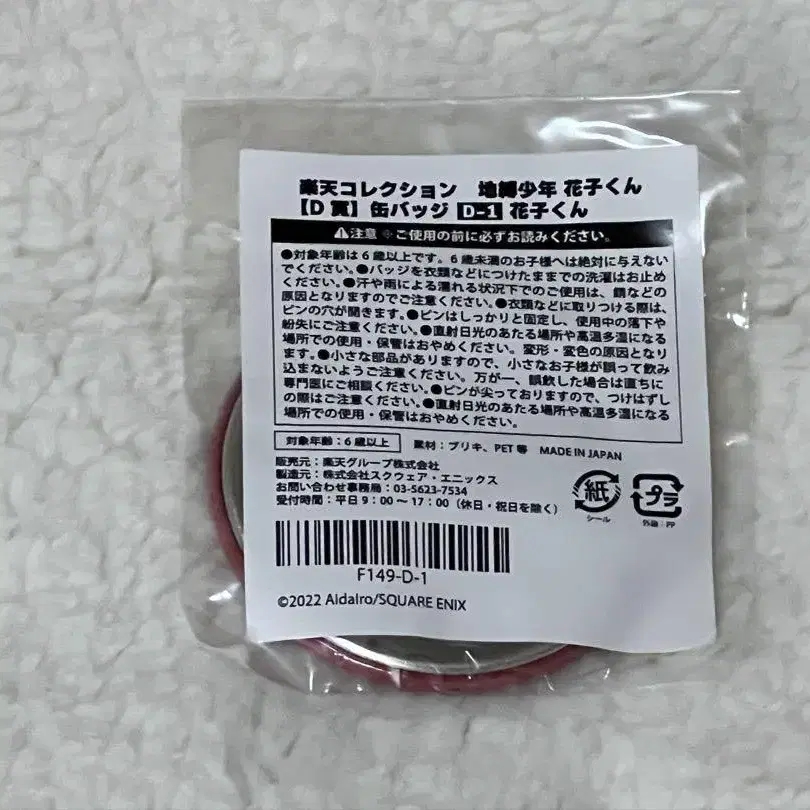 楽天コレクション　地縛少年 花子くん
【D 賞】缶バッジ D-1 花子くん
⚠注意 ※ご使用の前に必ずお読みください。
●対象年齢は6歳以上です。6歳未満のお子様へは絶対に与えない
でください。●バッジを衣類などにつけたままでの洗濯はお止め
ください。●汗や雨による濡れる状況下でのご使用は、錆などの
原因となりますのでご注意ください。●衣類などに取りつける際は、
ピンの穴が開きます。●ピンはしっかりと固定し、使用中の落下や
紛失にご注意ください。●直射日光のあたる場所や高温多湿になる
場所での使用・保管はおやめください。変形・変色の原因となり
ます。●小さな部品がありますので、小さなお子様が誤って飲み
込まないようご注意ください。万が一、誤飲した場合は直ちに
専門医にご相談ください。●ピンが尖っておりますので、つけはずし
の際はご注意ください。●直射日光のあたる場所や高温多湿になる
場所での使用・保管はおやめください。
対象年齢：6歳以上　素材：ブリキ、PET 等　MADE IN JAPAN
販売元：楽天グループ株式会社
製造元：株式会社スクウェア・エニックス
お問い合わせ事務局：03-5623-7534
受付時間：平日9：00～17：00（休日・祝日を除く）
紙
シール
プラ
外袋：PP
F149-D-1
©2022 AidaIro/SQUARE ENIX